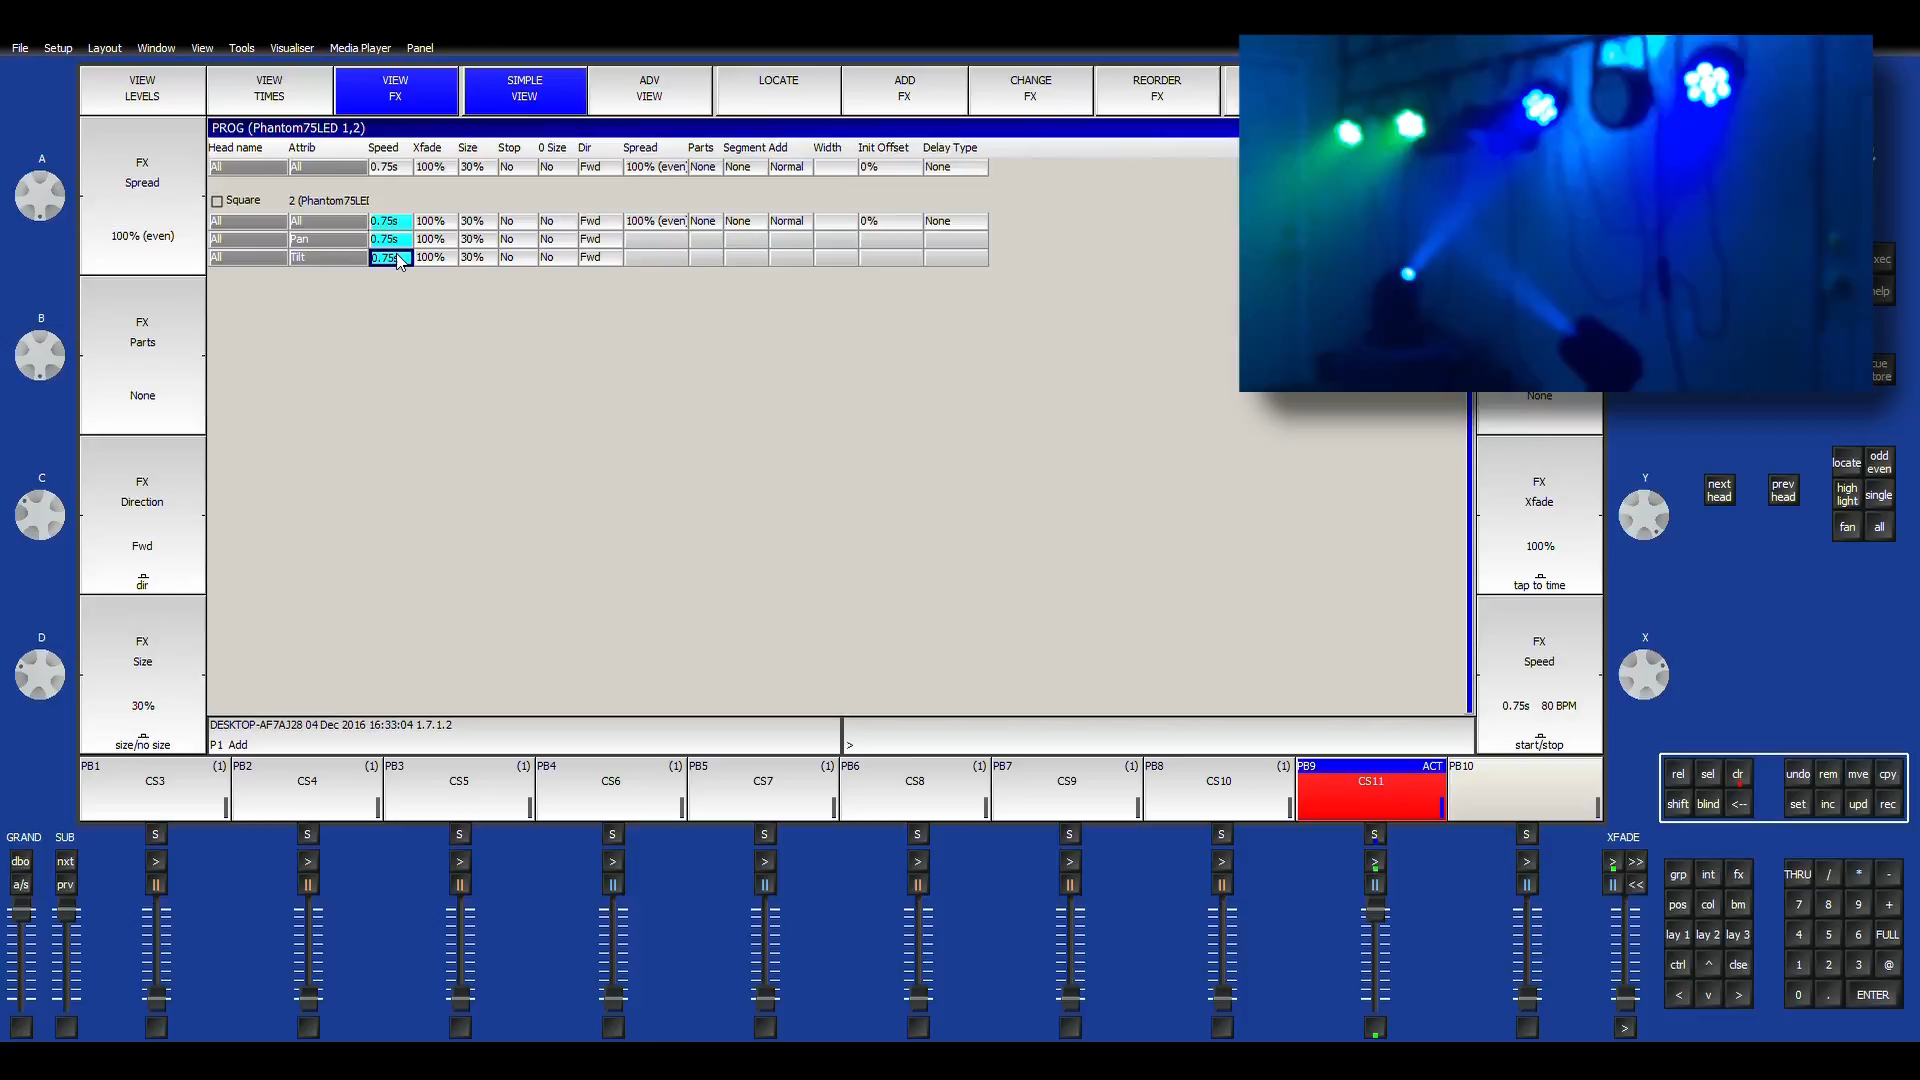 File Setup Layout Window View Tools Visualiser Media Player Panel
VIEW LEVELS
VIEW TIMES
VIEW FX
SIMPLE VIEW
ADV VIEW
LOCATE
ADD FX
CHANGE FX
REORDER FX
PROG (Phantom75LED 1,2)
Head name Attrib Speed Xfade Size Stop 0 Size Dir Spread Parts Segment Add Width Init Offset Delay Type
All All 0.75s 100% 30% No No Fwd 100% (even) None None Normal 0% None
Square 2 (Phantom75LE
All All 0.75s 100% 30% No No Fwd 100% (even) None None Normal 0% None
All Pan 0.75s 100% 30% No No Fwd
All Tilt 0.75s 100% 30% No No Fwd
A
FX
Spread
100% (even)
B
FX
Parts
None
C
FX
Direction
Fwd
dir
D
FX
Size
30%
size/no size
None
FX
Xfade
100%
tap to time
Y
FX
Speed
0.75s 80 BPM
start/stop
X
xec
elp
cue
tore
next head
prev head
locate
odd even
high light
single
fan
all
DESKTOP-AF7AJ28 04 Dec 2016 16:33:04 1.7.1.2
P1 Add
>
PB1 (1) PB2 (1) PB3 (1) PB4 (1) PB5 (1) PB6 (1) PB7 (1) PB8 (1) PB9 ACT PB10
CS3 CS4 CS5 CS6 CS7 CS8 CS9 CS10 CS11
GRAND SUB S S S S S S S S S S XFADE
dbo nxt > > > > > > > > > > > >>
a/s prv <<
>
rel sel clr undo rem mve cpy
shift blind <-- set inc upd rec
grp int fx THRU / * -
pos col bm 7 8 9 +
lay 1 lay 2 lay 3 4 5 6 FULL
ctrl ^ clse 1 2 3 @
< v > 0 . ENTER